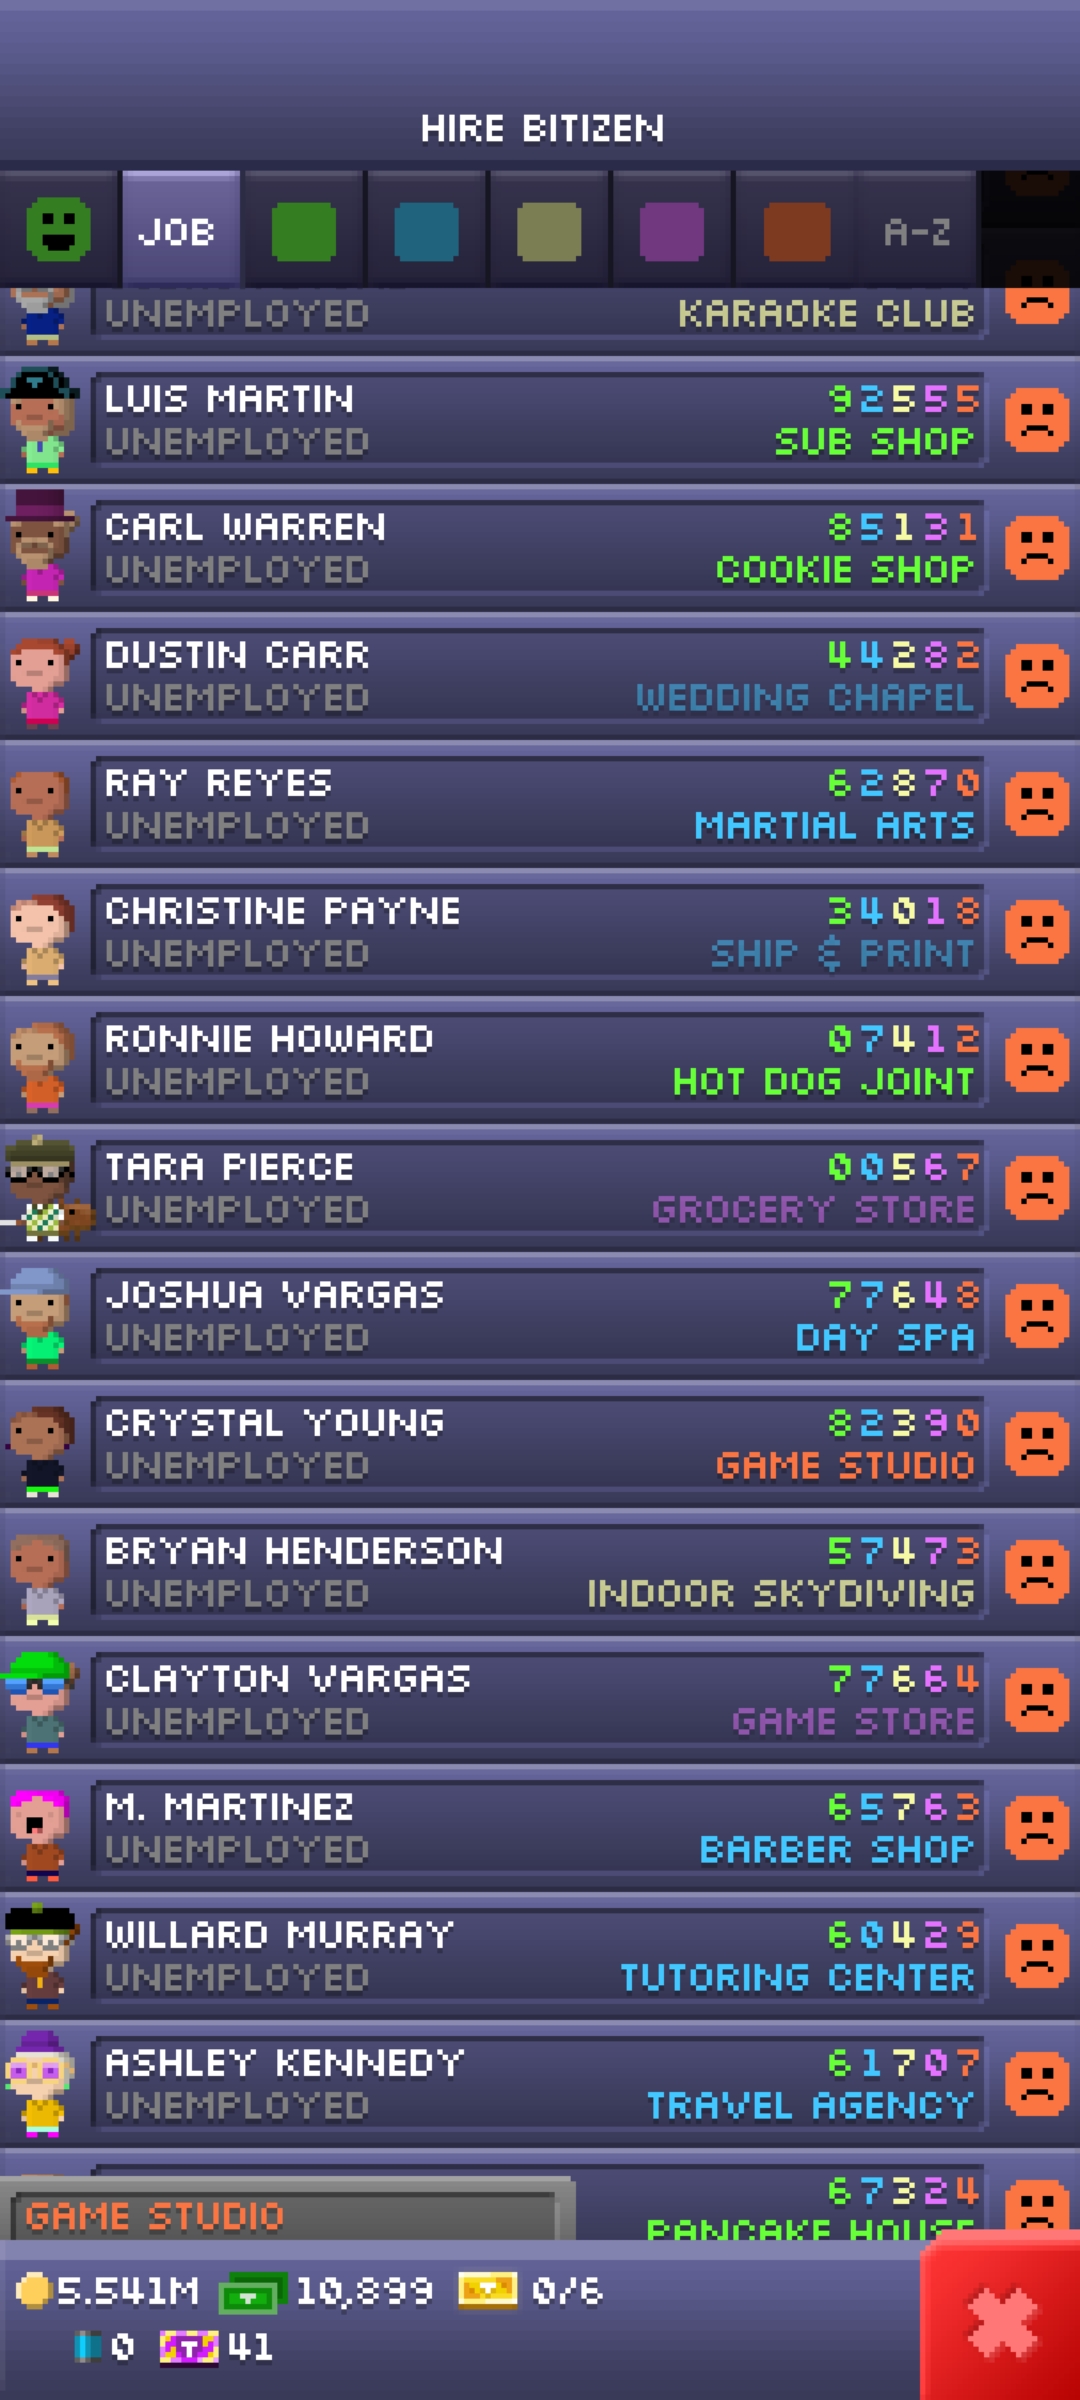 HIRE BITIZEN
JOB
A-Z
UNEMPLOYED KARAOKE CLUB
LUIS MARTIN 92555
UNEMPLOYED SUB SHOP
CARL WARREN 85131
UNEMPLOYED COOKIE SHOP
DUSTIN CARR 44282
UNEMPLOYED WEDDING CHAPEL
RAY REYES 62870
UNEMPLOYED MARTIAL ARTS
CHRISTINE PAYNE 34018
UNEMPLOYED SHIP & PRINT
RONNIE HOWARD 07412
UNEMPLOYED HOT DOG JOINT
TARA PIERCE 00567
UNEMPLOYED GROCERY STORE
JOSHUA VARGAS 77648
UNEMPLOYED DAY SPA
CRYSTAL YOUNG 82390
UNEMPLOYED GAME STUDIO
BRYAN HENDERSON 57473
UNEMPLOYED INDOOR SKYDIVING
CLAYTON VARGAS 77664
UNEMPLOYED GAME STORE
M. MARTINEZ 65763
UNEMPLOYED BARBER SHOP
WILLARD MURRAY 60429
UNEMPLOYED TUTORING CENTER
ASHLEY KENNEDY 61707
UNEMPLOYED TRAVEL AGENCY
67324
GAME STUDIO PANCAKE HOUSE
5.541M 10,899 0/6
0 41